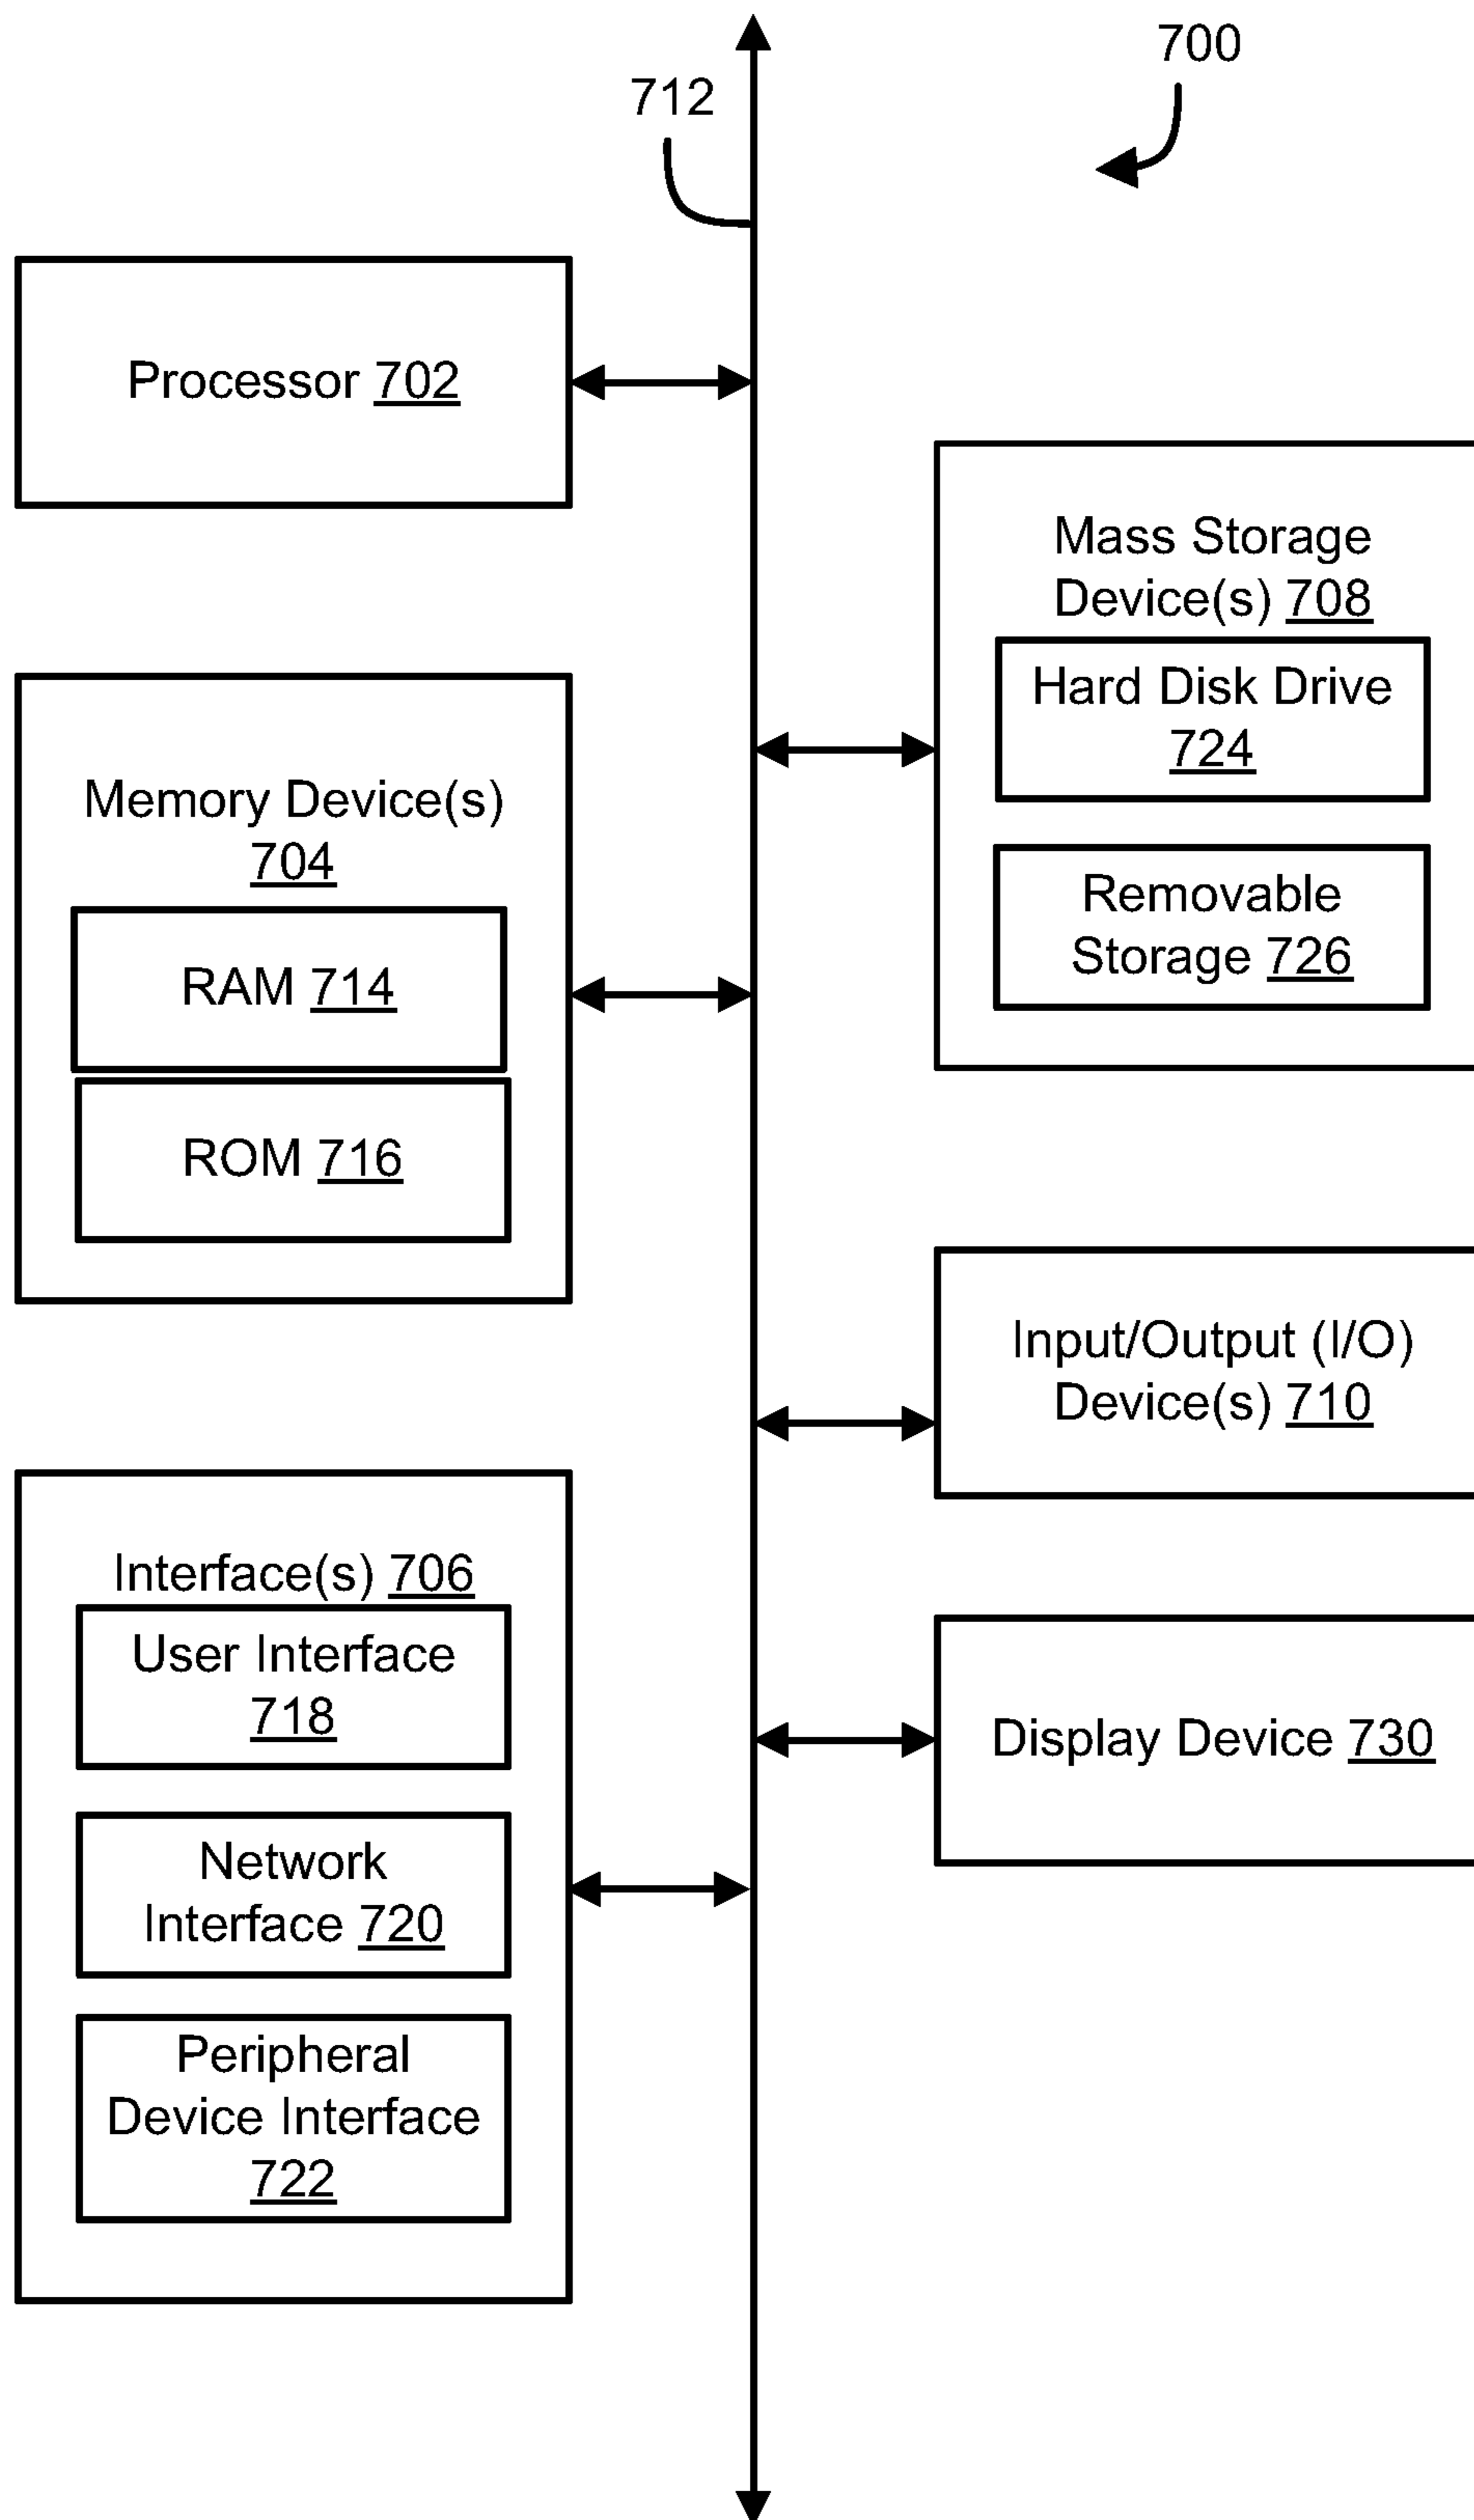 700
712
Processor 702
Mass Storage
Device(s) 708
Hard Disk Drive
724
Removable
Storage 726
Memory Device(s)
704
RAM 714
ROM 716
Input/Output (I/O)
Device(s) 710
Interface(s) 706
User Interface
718
Network
Interface 720
Peripheral
Device Interface
722
Display Device 730